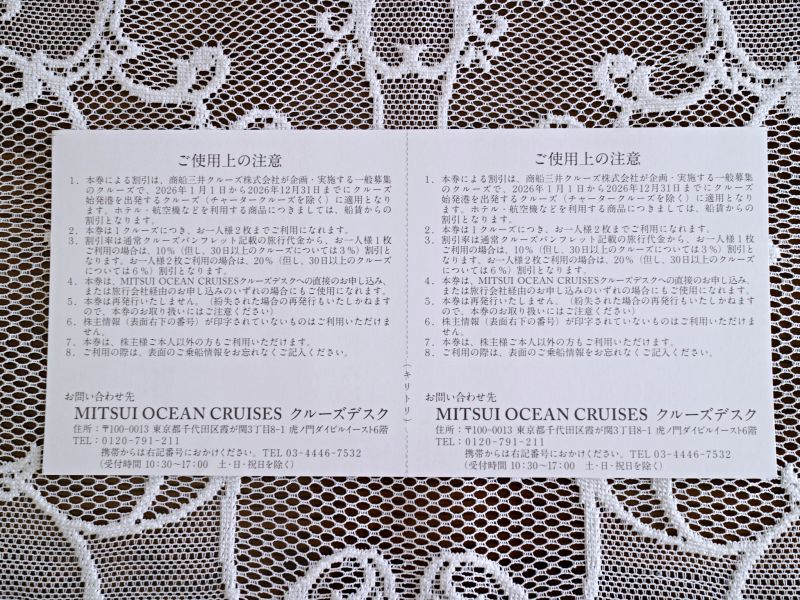 ご使用上の注意
1. 本券による割引は、商船三井クルーズ株式会社が企画・実施する一般募集
のクルーズで、2026年1月1日から2026年12月31日までにクルーズ
始発港を出発するクルーズ（チャータークルーズを除く）に適用となり
ます。ホテル・航空機などを利用する商品につきましては、船賃からの
割引となります。
2. 本券は1クルーズにつき、お一人様2枚までご利用になれます。
3. 割引率は通常クルーズパンフレット記載の旅行代金から、お一人様1枚
ご利用の場合は、10％（但し、30日以上のクルーズについては3％）割引と
なります。お二人様2枚ご利用の場合は、20％（但し、30日以上のクルーズ
については6％）割引となります。
4. 本券は、MITSUI OCEAN CRUISESクルーズデスクへの直接のお申し込み、
または旅行会社経由のお申し込みのいずれの場合にもご使用になれます。
5. 本券は再発行いたしません。（紛失された場合の再発行もいたしかねます
ので、本券のお取り扱いにはご注意ください）
6. 株主情報（表面右下の番号）が印字されていないものはご利用いただけま
せん。
7. 本券は、株主様ご本人以外の方もご利用いただけます。
8. ご利用の際は、表面のご乗船情報をお忘れなくご記入ください。
お問い合わせ先
MITSUI OCEAN CRUISES クルーズデスク
住所：〒100-0013 東京都千代田区霞が関3丁目8-1 虎ノ門ダイビルイースト6階
TEL：0120-791-211
携帯からは右記番号におかけください。TEL 03-4446-7532
（受付時間 10:30～17:00 土・日・祝日を除く）
（キリトリ）
ご使用上の注意
1. 本券による割引は、商船三井クルーズ株式会社が企画・実施する一般募集
のクルーズで、2026年1月1日から2026年12月31日までにクルーズ
始発港を出発するクルーズ（チャータークルーズを除く）に適用となり
ます。ホテル・航空機などを利用する商品につきましては、船賃からの
割引となります。
2. 本券は1クルーズにつき、お一人様2枚までご利用になれます。
3. 割引率は通常クルーズパンフレット記載の旅行代金から、お一人様1枚
ご利用の場合は、10％（但し、30日以上のクルーズについては3％）割引と
なります。お二人様2枚ご利用の場合は、20％（但し、30日以上のクルーズ
については6％）割引となります。
4. 本券は、MITSUI OCEAN CRUISESクルーズデスクへの直接のお申し込み、
または旅行会社経由のお申し込みのいずれの場合にもご使用になれます。
5. 本券は再発行いたしません。（紛失された場合の再発行もいたしかねます
ので、本券のお取り扱いにはご注意ください）
6. 株主情報（表面右下の番号）が印字されていないものはご利用いただけま
せん。
7. 本券は、株主様ご本人以外の方もご利用いただけます。
8. ご利用の際は、表面のご乗船情報をお忘れなくご記入ください。
お問い合わせ先
MITSUI OCEAN CRUISES クルーズデスク
住所：〒100-0013 東京都千代田区霞が関3丁目8-1 虎ノ門ダイビルイースト6階
TEL：0120-791-211
携帯からは右記番号におかけください。TEL 03-4446-7532
（受付時間 10:30～17:00 土・日・祝日を除く）